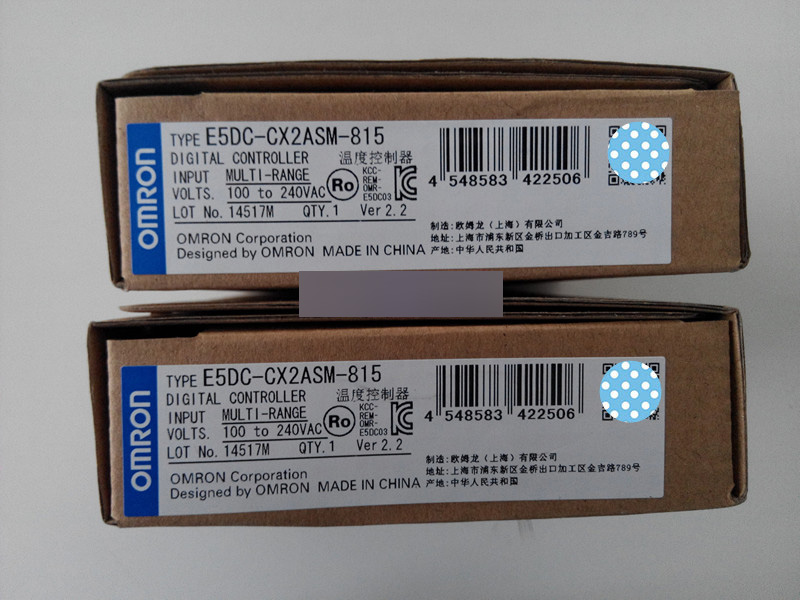 OMRON
TYPE E5DC-CX2ASM-815
DIGITAL CONTROLLER 温度控制器
INPUT MULTI-RANGE
VOLTS. 100 to 240VAC
Ro
KCC-
REM-
OMR-
E5DC03
LOT No. 14517M QTY. 1 Ver 2.2
OMRON Corporation
Designed by OMRON MADE IN CHINA
4 548583 422506
制造:欧姆龙(上海)有限公司
地址:上海市浦东新区金桥出口加工区金吉路789号
产地:中华人民共和国
OMRON
TYPE E5DC-CX2ASM-815
DIGITAL CONTROLLER 温度控制器
INPUT MULTI-RANGE
VOLTS. 100 to 240VAC
Ro
KCC-
REM-
OMR-
E5DC03
LOT No. 14517M QTY. 1 Ver 2.2
OMRON Corporation
Designed by OMRON MADE IN CHINA
4 548583 422506
制造:欧姆龙(上海)有限公司
地址:上海市浦东新区金桥出口加工区金吉路789号
产地:中华人民共和国